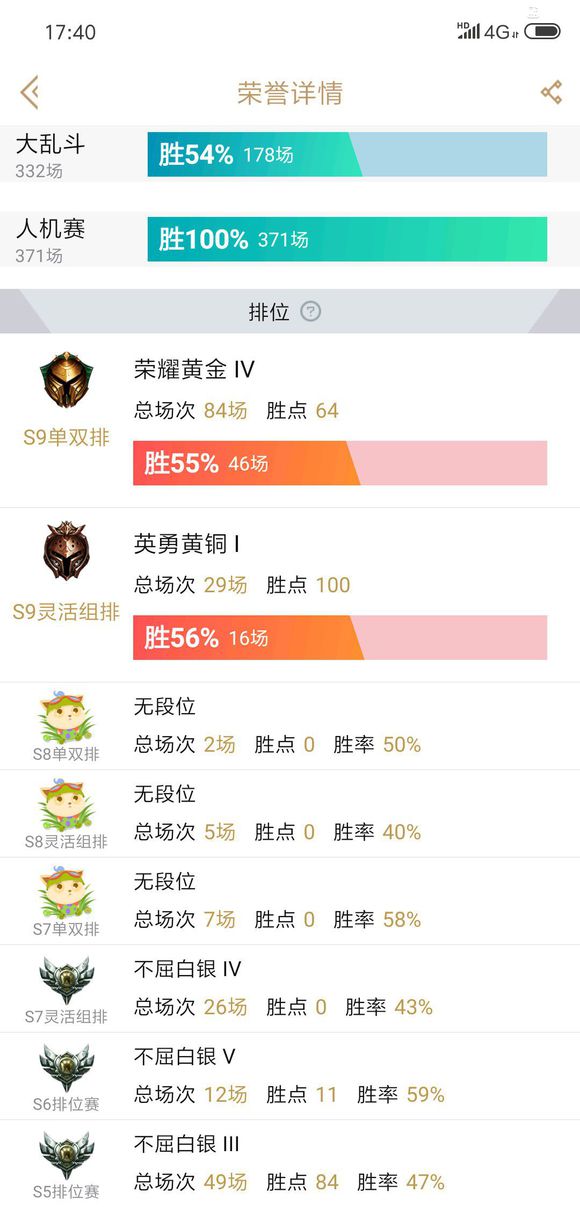 17:40
HD 4G
荣誉详情
大乱斗
332场
胜54% 178场
人机赛
371场
胜100% 371场
排位 ?
荣耀黄金 IV
总场次 84场 胜点 64
S9单双排
胜55% 46场
英勇黄铜 I
总场次 29场 胜点 100
S9灵活组排
胜56% 16场
无段位
总场次 2场 胜点 0 胜率 50%
S8单双排
无段位
总场次 5场 胜点 0 胜率 40%
S8灵活组排
无段位
总场次 7场 胜点 0 胜率 58%
S7单双排
不屈白银 IV
总场次 26场 胜点 0 胜率 43%
S7灵活组排
不屈白银 V
总场次 12场 胜点 11 胜率 59%
S6排位赛
不屈白银 III
总场次 49场 胜点 84 胜率 47%
S5排位赛